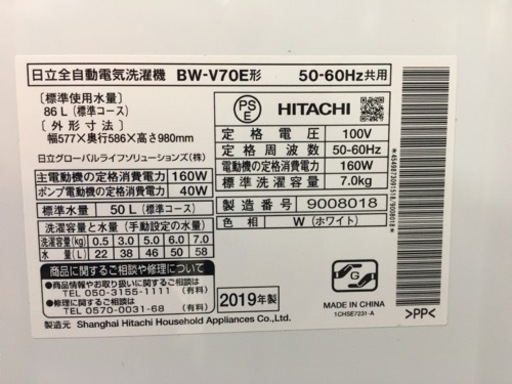 日立全自動電気洗濯機 BW-V70E形 50-60Hz共用
〔標準使用水量〕
86L(標準コース)
〔外形寸法〕
幅577×奥行586×高さ980mm
日立グローバルライフソリューションズ(株)
主電動機の定格消費電力 160W
ポンプ電動機の定格消費電力 40W
標準水量 50L(標準コース)
洗濯容量と水量 (手動設定の水量)
洗濯容量(kg) 0.5 3.0 4.5 6.0 7.0
水 量(L) 22 38 46 50 58
商品に関するご相談や修理について
●商品情報やお取り扱いに関するご相談は
TEL 050-3155-1111 (有料)
●修理に関するご相談は
TEL 0570-0031-68 (有料)
PS
E
HITACHI
定格電圧 100V
定格周波数 50-60Hz
電動機の定格消費電力 160W
標準洗濯容量 7.0kg
製造番号 9008018
色相 W(ホワイト)
2019年製
G
MADE IN CHINA
1CHSE7231-A
>PP<
製造元 Shanghai Hitachi Household Appliances Co.,Ltd.